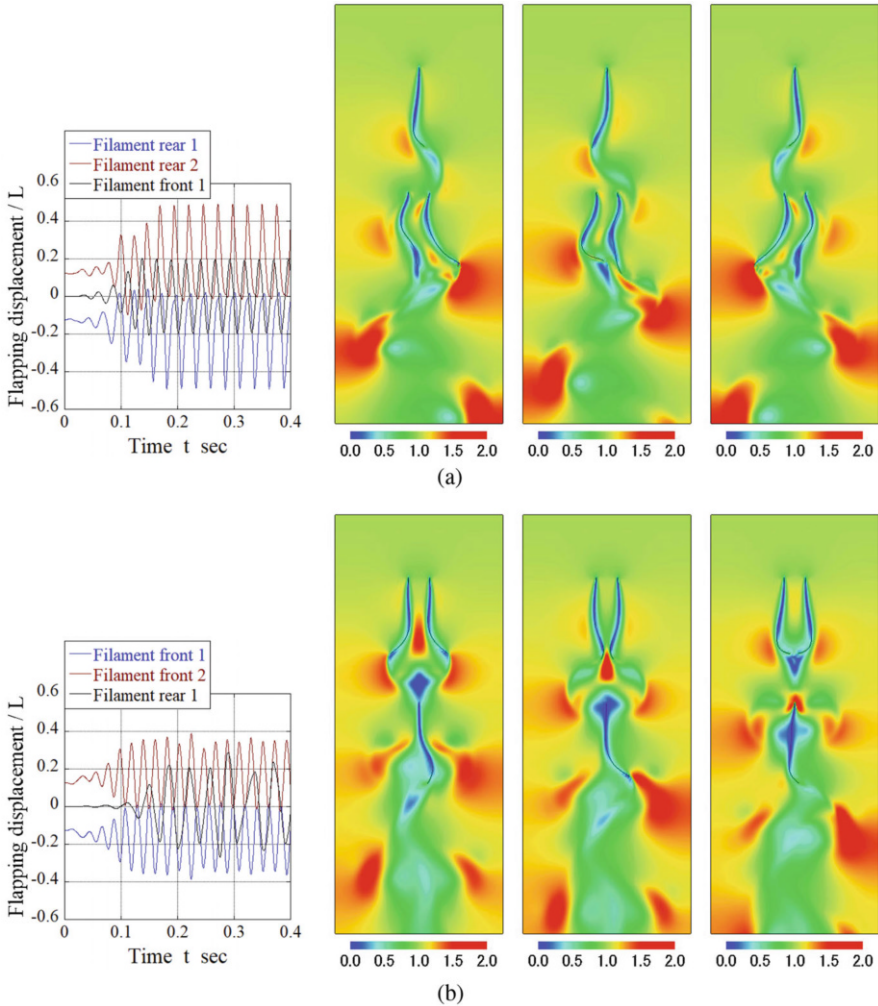 Filament rear 1
Filament rear 2
Filament front 1
Flapping displacement / L
0.6
0.4
0.2
0
-0.2
-0.4
-0.6
0 0.1 0.2 0.3 0.4
Time t sec
0.0 0.5 1.0 1.5 2.0
0.0 0.5 1.0 1.5 2.0
0.0 0.5 1.0 1.5 2.0
(a)
Filament front 1
Filament front 2
Filament rear 1
Flapping displacement / L
0.6
0.4
0.2
0
-0.2
-0.4
-0.6
0 0.1 0.2 0.3 0.4
Time t sec
0.0 0.5 1.0 1.5 2.0
0.0 0.5 1.0 1.5 2.0
0.0 0.5 1.0 1.5 2.0
(b)